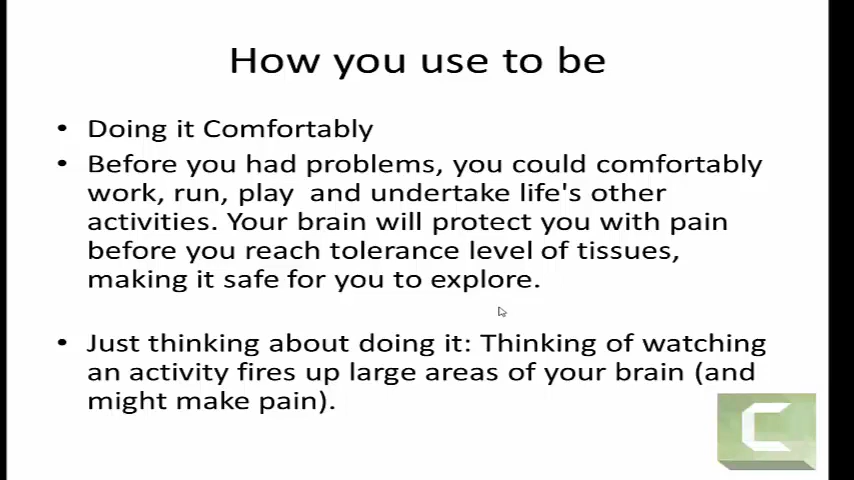 How you use to be
• Doing it Comfortably
• Before you had problems, you could comfortably
work, run, play and undertake life's other
activities. Your brain will protect you with pain
before you reach tolerance level of tissues,
making it safe for you to explore.
• Just thinking about doing it: Thinking of watching
an activity fires up large areas of your brain (and
might make pain).
C